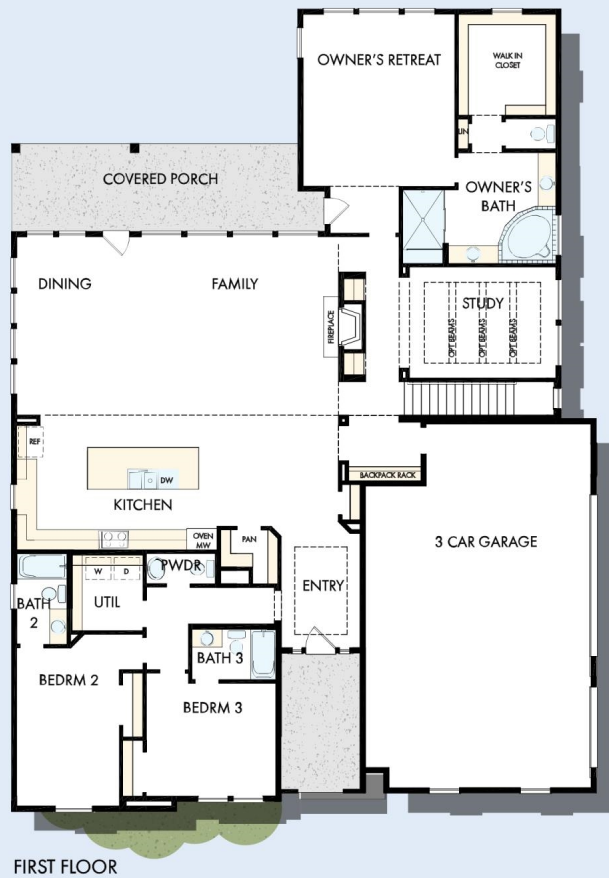 OWNER'S RETREAT
WALK IN
CLOSET
LIN
COVERED PORCH
OWNER'S
BATH
DINING
FAMILY
FIREPLACE
STUDY
OPT BEAMS
OPT BEAMS
OPT BEAMS
REF
DW
KITCHEN
BACKPACK RACK
OVEN
MW
PAN
3 CAR GARAGE
W
D
PWDR
ENTRY
BATH
2
UTIL
BATH 3
BEDRM 2
BEDRM 3
FIRST FLOOR